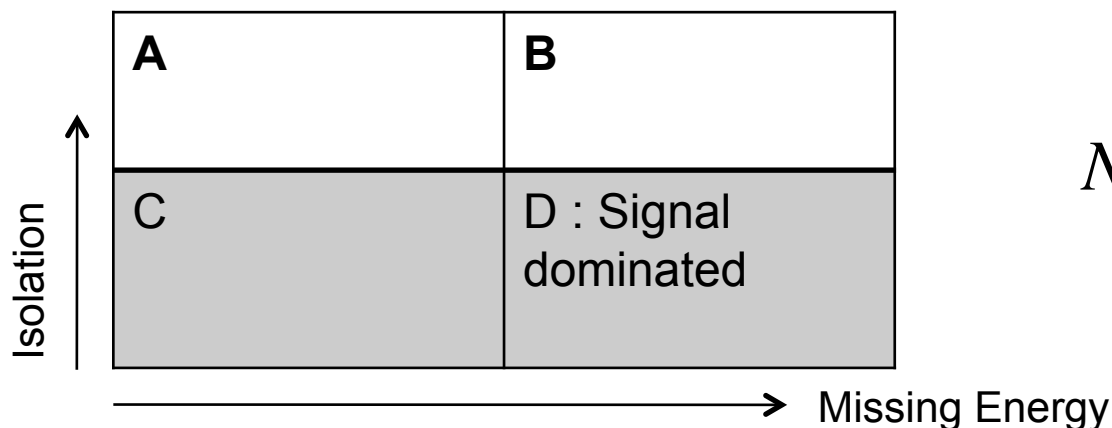 A
B
N
C
D : Signal
dominated
Isolation
Missing Energy